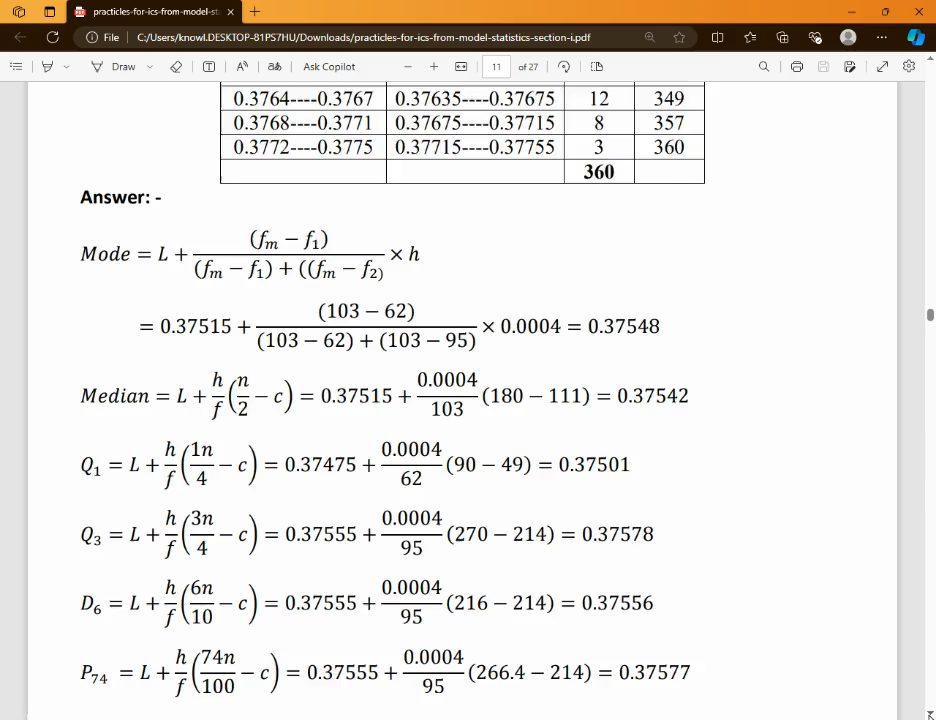 practicles-for-ics-from-model-st
File
C:/Users/knowl.DESKTOP-81PS7HU/Downloads/practicles-for-ics-from-model-statistics-section-i.pdf
Draw
Ask Copilot
11 of 27
0.3764----0.3767 0.37635----0.37675 12 349
0.3768----0.3771 0.37675----0.37715 8 357
0.3772----0.3775 0.37715----0.37755 3 360
360
Answer: -
Mode = L + (fm − f1) / (fm − f1) + ((fm − f2) × h
= 0.37515 + (103 − 62) / (103 − 62) + (103 − 95) × 0.0004 = 0.37548
Median = L + h/f (n/2 − c) = 0.37515 + 0.0004/103 (180 − 111) = 0.37542
Q1 = L + h/f (1n/4 − c) = 0.37475 + 0.0004/62 (90 − 49) = 0.37501
Q3 = L + h/f (3n/4 − c) = 0.37555 + 0.0004/95 (270 − 214) = 0.37578
D6 = L + h/f (6n/10 − c) = 0.37555 + 0.0004/95 (216 − 214) = 0.37556
P74 = L + h/f (74n/100 − c) = 0.37555 + 0.0004/95 (266.4 − 214) = 0.37577